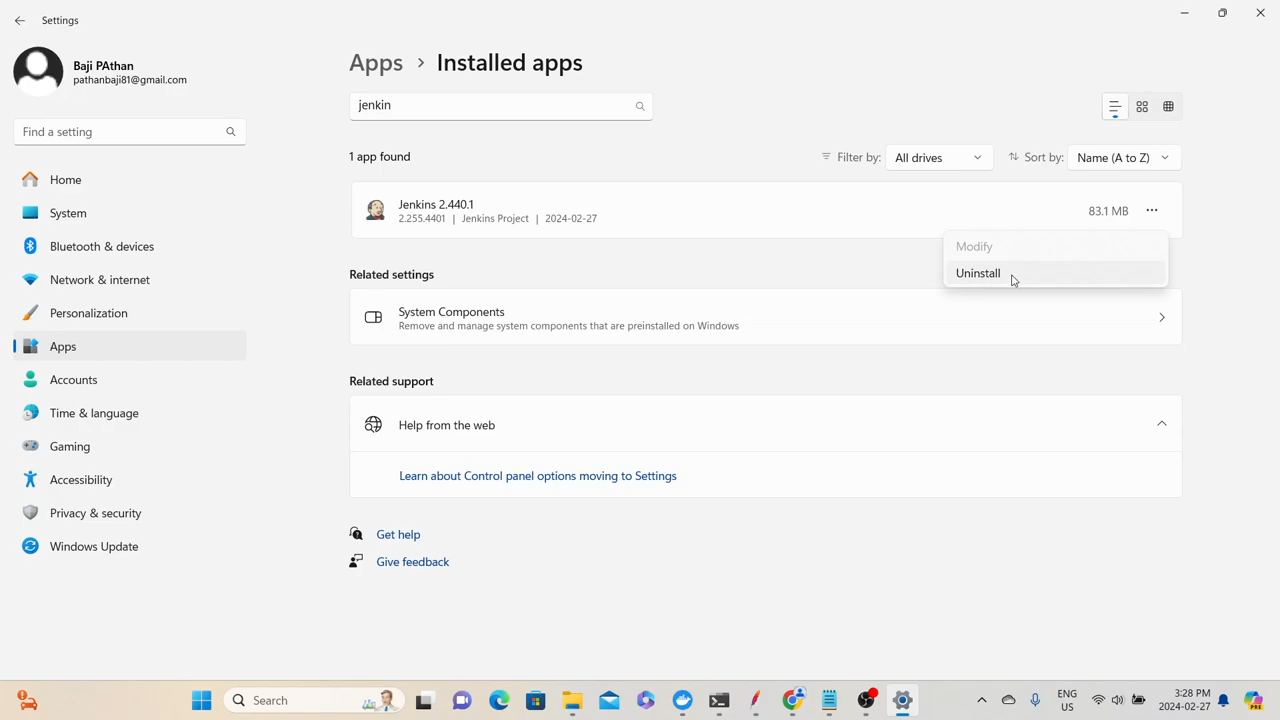 Settings
Baji PAthan
pathanbaji81@gmail.com
Find a setting
Home
System
Bluetooth & devices
Network & internet
Personalization
Apps
Accounts
Time & language
Gaming
Accessibility
Privacy & security
Windows Update
Apps > Installed apps
jenkin
1 app found
Filter by: All drives
Sort by: Name (A to Z)
Jenkins 2.440.1
2.255.4401 | Jenkins Project | 2024-02-27
83.1 MB
Modify
Uninstall
Related settings
System Components
Remove and manage system components that are preinstalled on Windows
Related support
Help from the web
Learn about Control panel options moving to Settings
Get help
Give feedback
Search
ENG
US
3:28 PM
2024-02-27